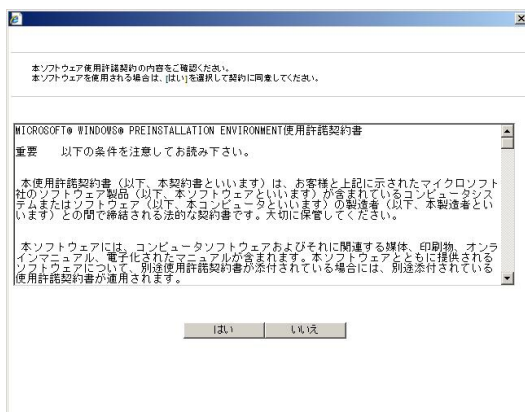 本ソフトウェア使用許諾契約の内容をご確認ください。
本ソフトウェアを使用される場合は、[はい]を選択して契約に同意してください。
MICROSOFT® WINDOWS® PREINSTALLATION ENVIRONMENT使用許諾契約書
重要　　以下の条件を注意してお読み下さい。
本使用許諾契約書（以下、本契約書といいます）は、お客様と上記に示されたマイクロソフト
社のソフトウェア製品（以下、本ソフトウェアといいます）が含まれているコンピュータシス
テムまたはソフトウェア（以下、本コンピュータといいます）の製造者（以下、本製造者とい
います）との間で締結される法的な契約書です。大切に保管してください。
本ソフトウェアには、コンピュータソフトウェアおよびそれに関連する媒体、印刷物、オンラ
インマニュアル、電子化されたマニュアルが含まれます。本ソフトウェアとともに提供される
ソフトウェアについて、別途使用許諾契約書が添付されている場合には、別途添付されている
使用許諾契約書が適用されます。
はい
いいえ